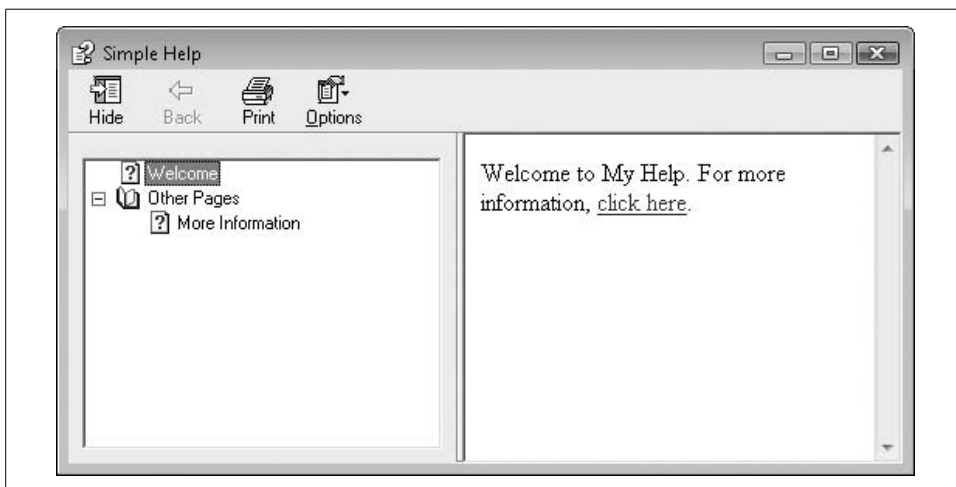 Simple Help
Hide Back Print Options
Welcome
Other Pages
More Information
Welcome to My Help. For more
information, click here.